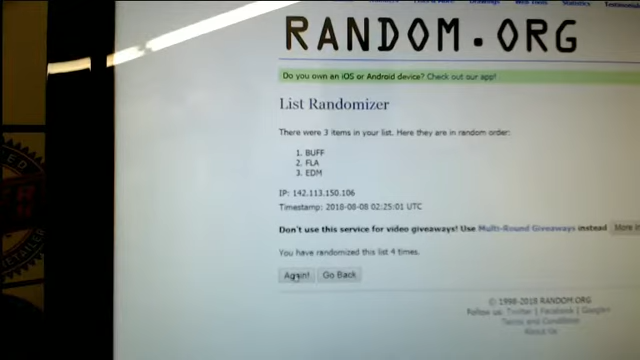 RANDOM.ORG
Do you own an iOS or Android device? Check out our app!
List Randomizer
There were 3 items in your list. Here they are in random order:
1. BUFF
2. FLA
3. EDM
IP: 142.113.150.106
Timestamp: 2018-08-08 02:25:01 UTC
Don't use this service for video giveaways! Use Multi-Round Giveaways instead
More in
You have randomized this list 4 times.
Again! Go Back
© 1998-2018 RANDOM.ORG
Follow us: Twitter | Facebook | Google+
Terms and Conditions
About Us